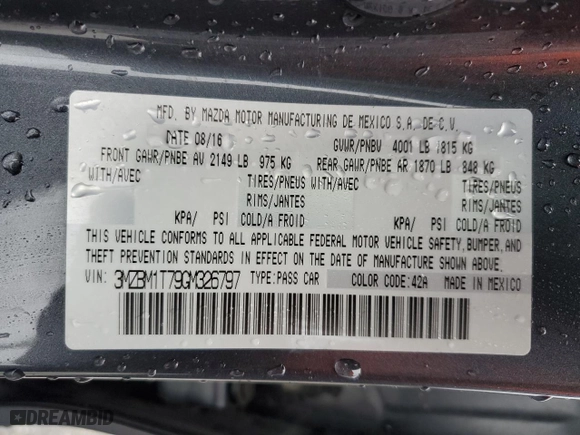 MFD. BY MAZDA MOTOR MANUFACTURING DE MEXICO S.A. DE C.V.
DATE 08/16 GVWR/PNBV 4001 LB 1815 KG
FRONT GAWR/PNBE AV 2149 LB 975 KG REAR GAWR/PNBE AR 1870 LB 848 KG
WITH/AVEC TIRES/PNEUS WITH/AVEC TIRES/PNEUS
RIMS/JANTES RIMS/JANTES
KPA/ PSI COLD/A FROID KPA/ PSI COLD/A FROID
THIS VEHICLE CONFORMS TO ALL APPLICABLE FEDERAL MOTOR VEHICLE SAFETY, BUMPER, AND
THEFT PREVENTION STANDARDS IN EFFECT ON THE DATE OF MANUFACTURE SHOWN ABOVE.
VIN: 3MZBM1T79GM326797 TYPE:PASS CAR COLOR CODE:42A MADE IN MEXICO
DREAMBID